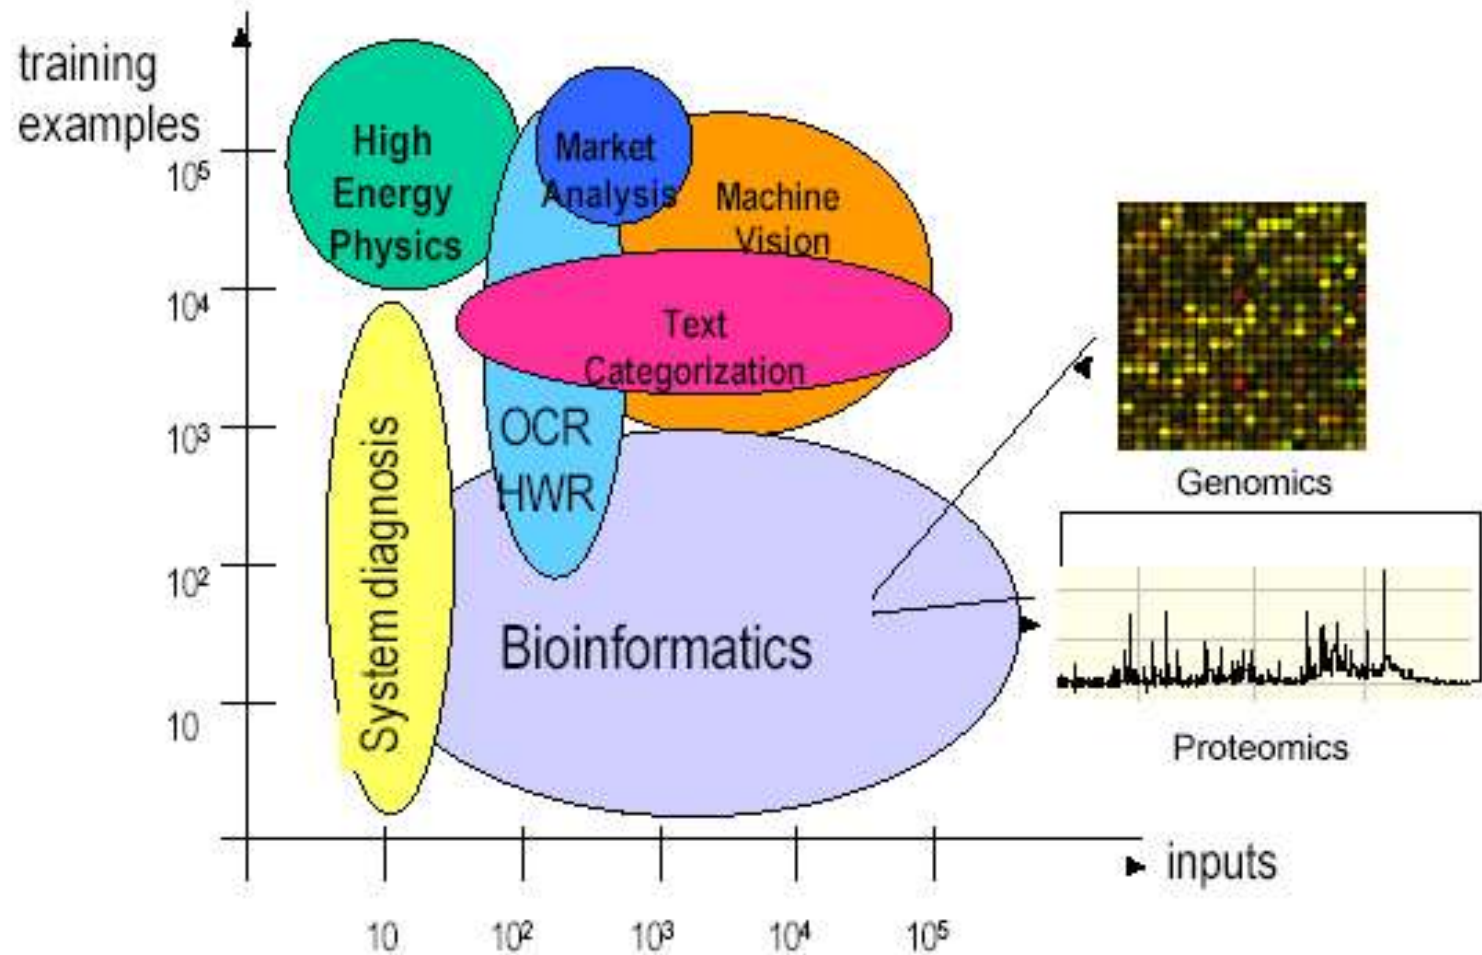 training
examples
10⁵
10⁴
10³
10²
10
High
Energy
Physics
Market
Analysis
Machine
Vision
Text
Categorization
OCR
HWR
System diagnosis
Bioinformatics
Genomics
Proteomics
inputs
10
10²
10³
10⁴
10⁵